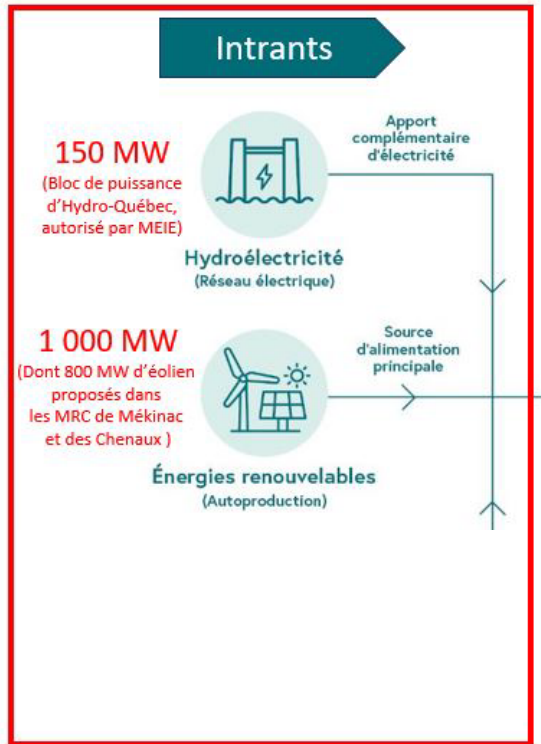 Intrants
150 MW
(Bloc de puissance
d'Hydro-Québec,
autorisé par MEIE)
Apport
complémentaire
d'électricité
Hydroélectricité
(Réseau électrique)
1 000 MW
(Dont 800 MW d'éolien
proposés dans
les MRC de Mékinac
et des Chenaux )
Source
d'alimentation
principale
Énergies renouvelables
(Autoproduction)